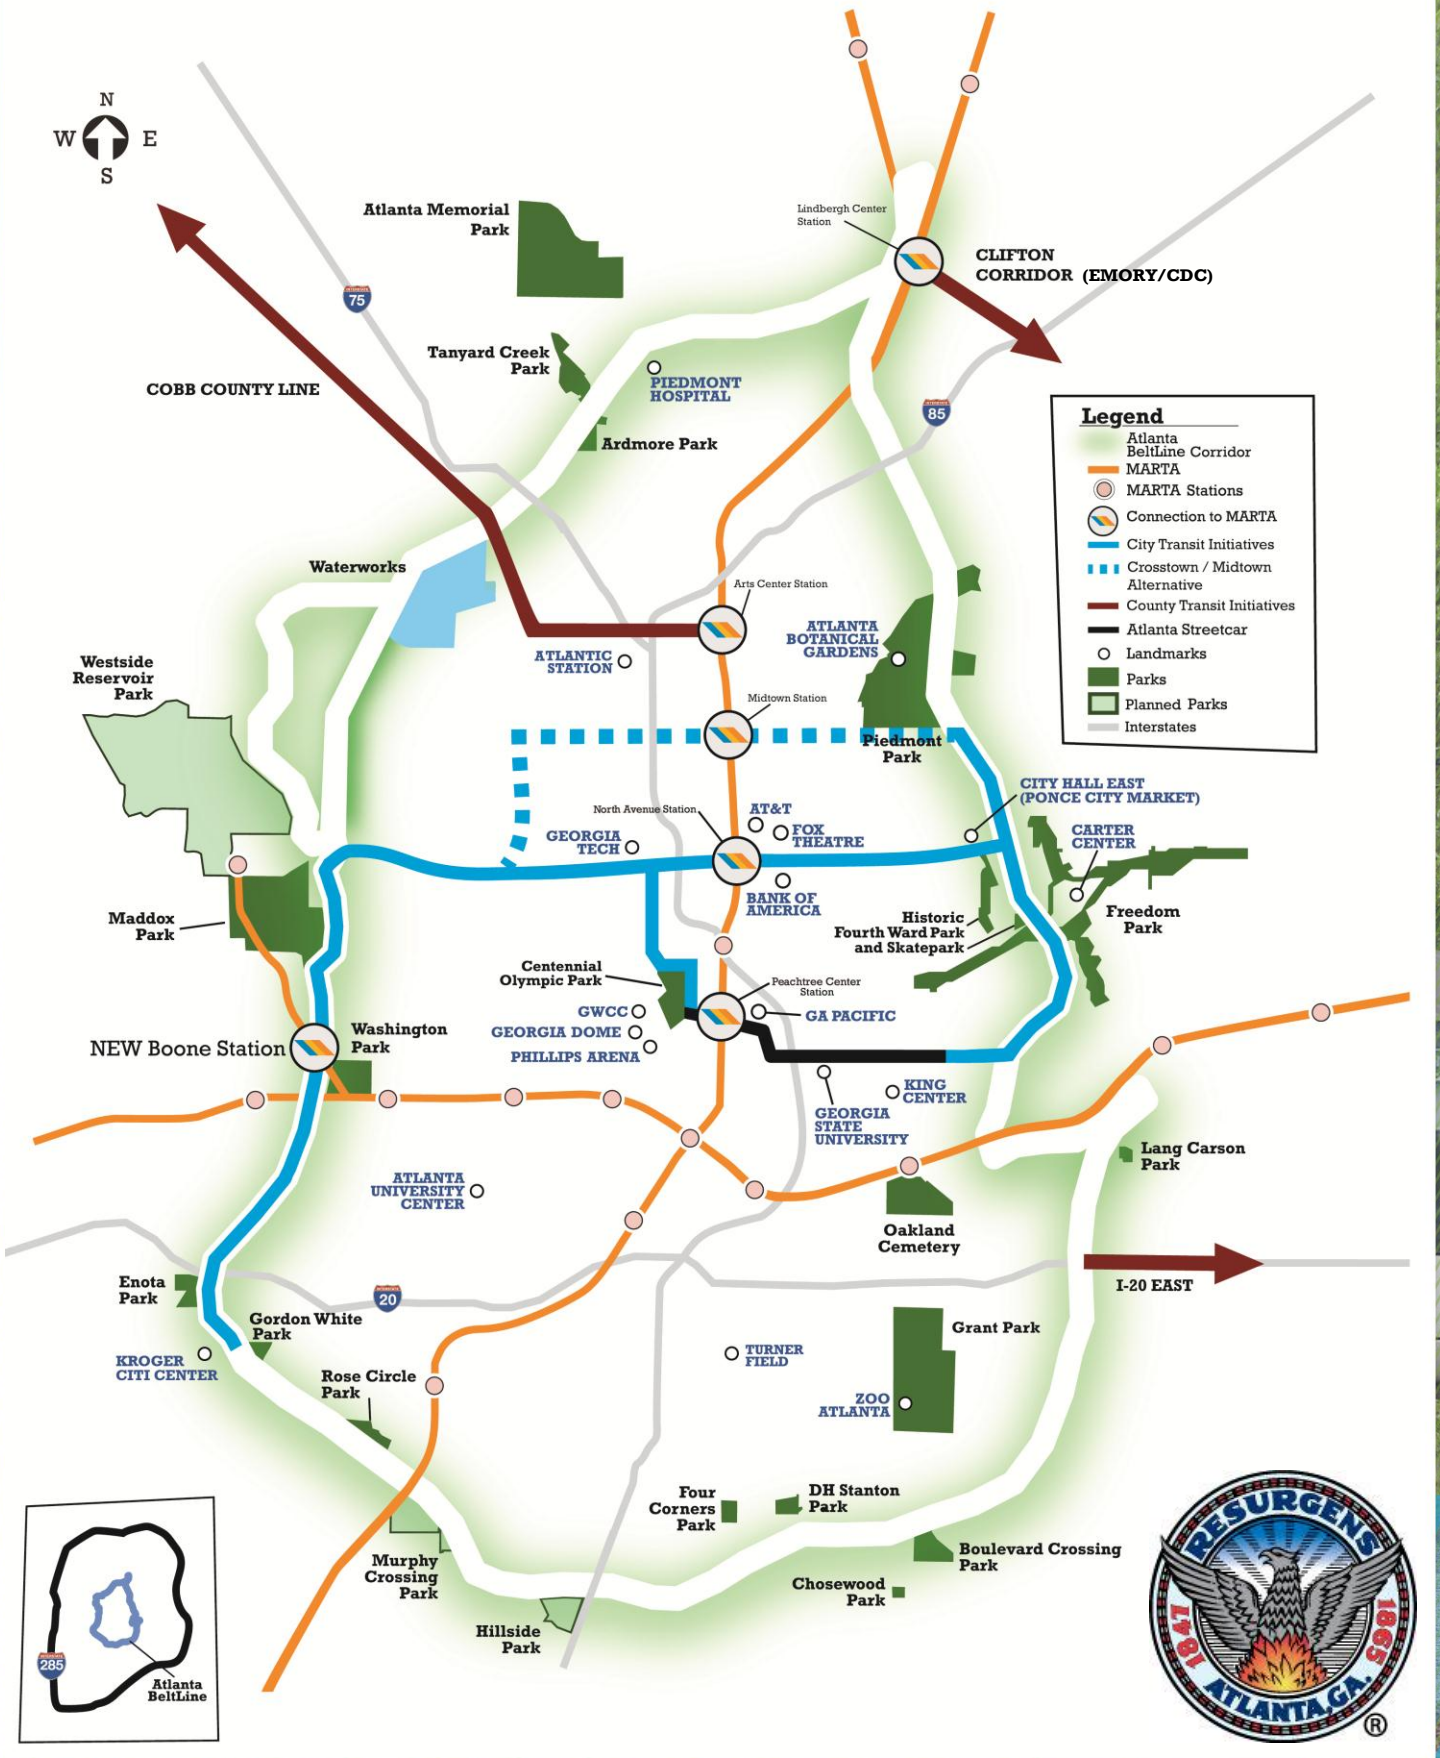 N
W E
S
Atlanta Memorial
Park
Lindbergh Center
Station
CLIFTON
CORRIDOR (EMORY/CDC)
75
Tanyard Creek
Park
PIEDMONT
HOSPITAL
COBB COUNTY LINE
85
Ardmore Park
Legend
Atlanta
BeltLine Corridor
MARTA
MARTA Stations
Connection to MARTA
City Transit Initiatives
Crosstown / Midtown
Alternative
County Transit Initiatives
Atlanta Streetcar
Landmarks
Parks
Planned Parks
Interstates
Waterworks
Arts Center Station
ATLANTA
BOTANICAL
GARDENS
ATLANTIC
STATION
Westside
Reservoir
Park
Midtown Station
Piedmont
Park
CITY HALL EAST
(PONCE CITY MARKET)
North Avenue Station
AT&T
FOX
THEATRE
GEORGIA
TECH
CARTER
CENTER
BANK OF
AMERICA
Maddox
Park
Historic
Fourth Ward Park
and Skatepark
Freedom
Park
Centennial
Olympic Park
Peachtree Center
Station
GWCC
GA PACIFIC
GEORGIA DOME
PHILLIPS ARENA
Washington
Park
NEW Boone Station
KING
CENTER
GEORGIA
STATE
UNIVERSITY
Lang Carson
Park
ATLANTA
UNIVERSITY
CENTER
Oakland
Cemetery
Enota
Park
20
I-20 EAST
Gordon White
Park
Grant Park
KROGER
CITI CENTER
TURNER
FIELD
Rose Circle
Park
ZOO
ATLANTA
Four
Corners
Park
DH Stanton
Park
Murphy
Crossing
Park
Boulevard Crossing
Park
Chosewood
Park
Hillside
Park
285
Atlanta
BeltLine
RESURGENS
1847
1865
ATLANTA, GA.
®